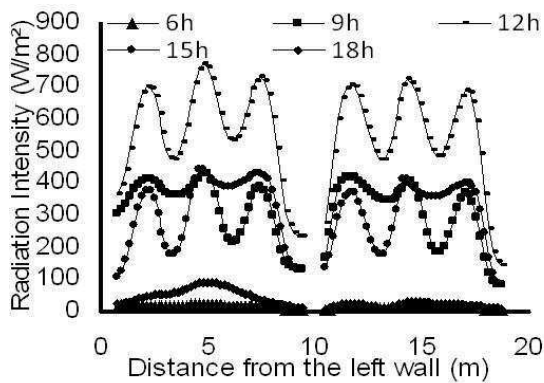 6h 9h 12h
15h 18h
Radiation Intensity (W/m²)
900
800
700
600
500
400
300
200
100
0
0 5 10 15 20
Distance from the left wall (m)